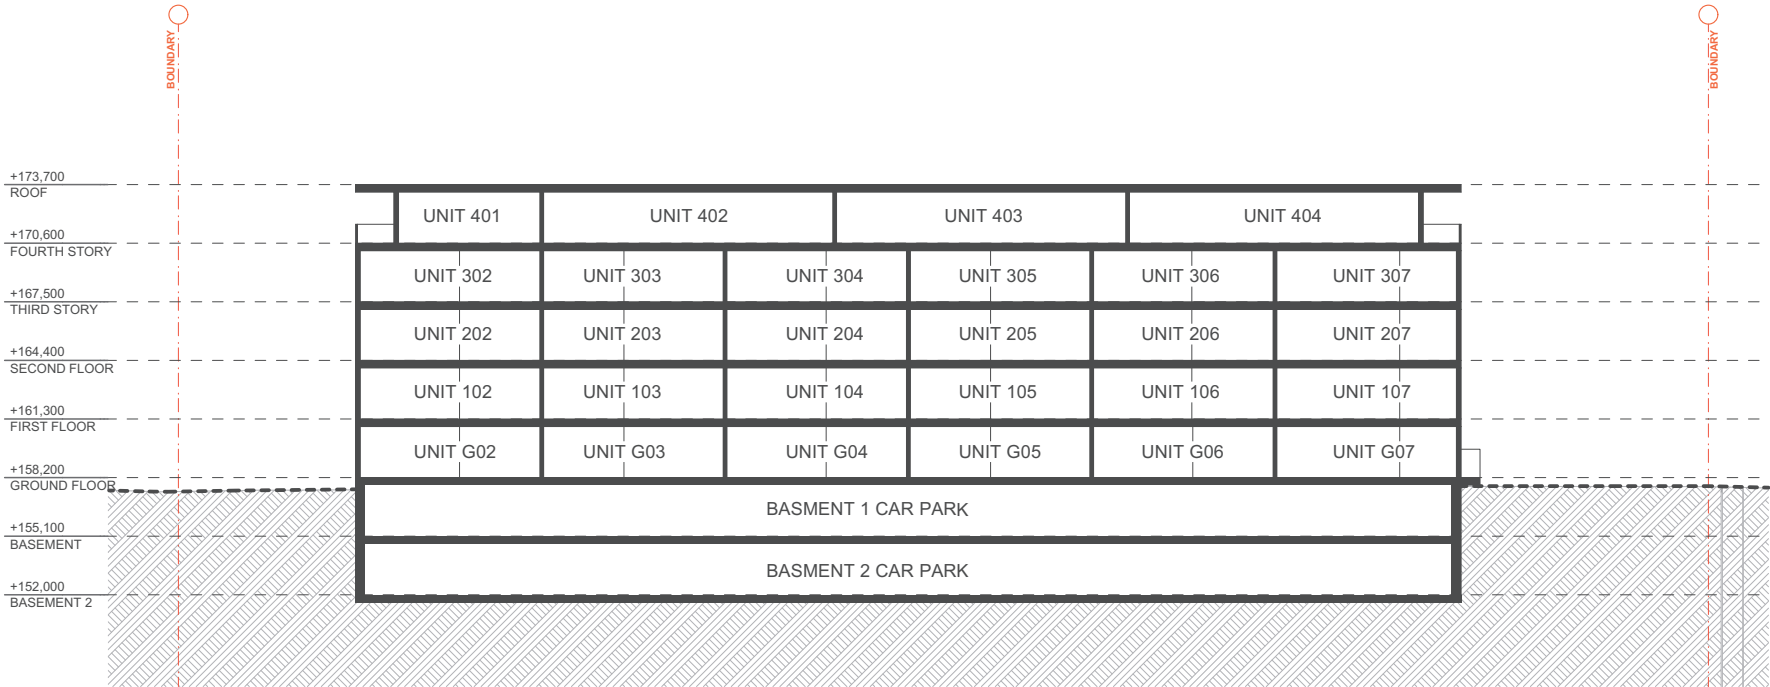 BOUNDARY
BOUNDARY
+173,700
ROOF
UNIT 401 UNIT 402 UNIT 403 UNIT 404
+170,600
FOURTH STORY
UNIT 302 UNIT 303 UNIT 304 UNIT 305 UNIT 306 UNIT 307
+167,500
THIRD STORY
UNIT 202 UNIT 203 UNIT 204 UNIT 205 UNIT 206 UNIT 207
+164,400
SECOND FLOOR
UNIT 102 UNIT 103 UNIT 104 UNIT 105 UNIT 106 UNIT 107
+161,300
FIRST FLOOR
UNIT G02 UNIT G03 UNIT G04 UNIT G05 UNIT G06 UNIT G07
+158,200
GROUND FLOOR
BASMENT 1 CAR PARK
+155,100
BASEMENT
BASMENT 2 CAR PARK
+152,000
BASEMENT 2